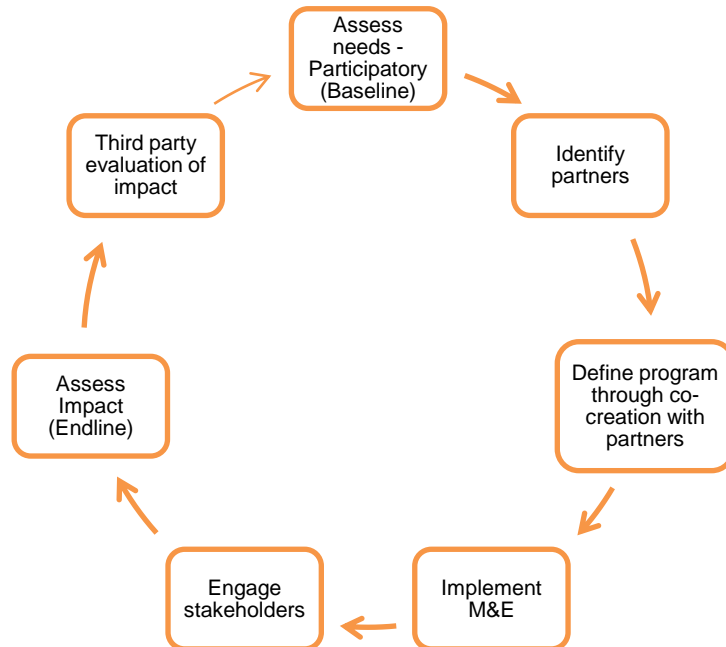 Assess
needs -
Participatory
(Baseline)
Identify
partners
Define program
through co-
creation with
partners
Implement
M&E
Engage
stakeholders
Assess
Impact
(Endline)
Third party
evaluation of
impact